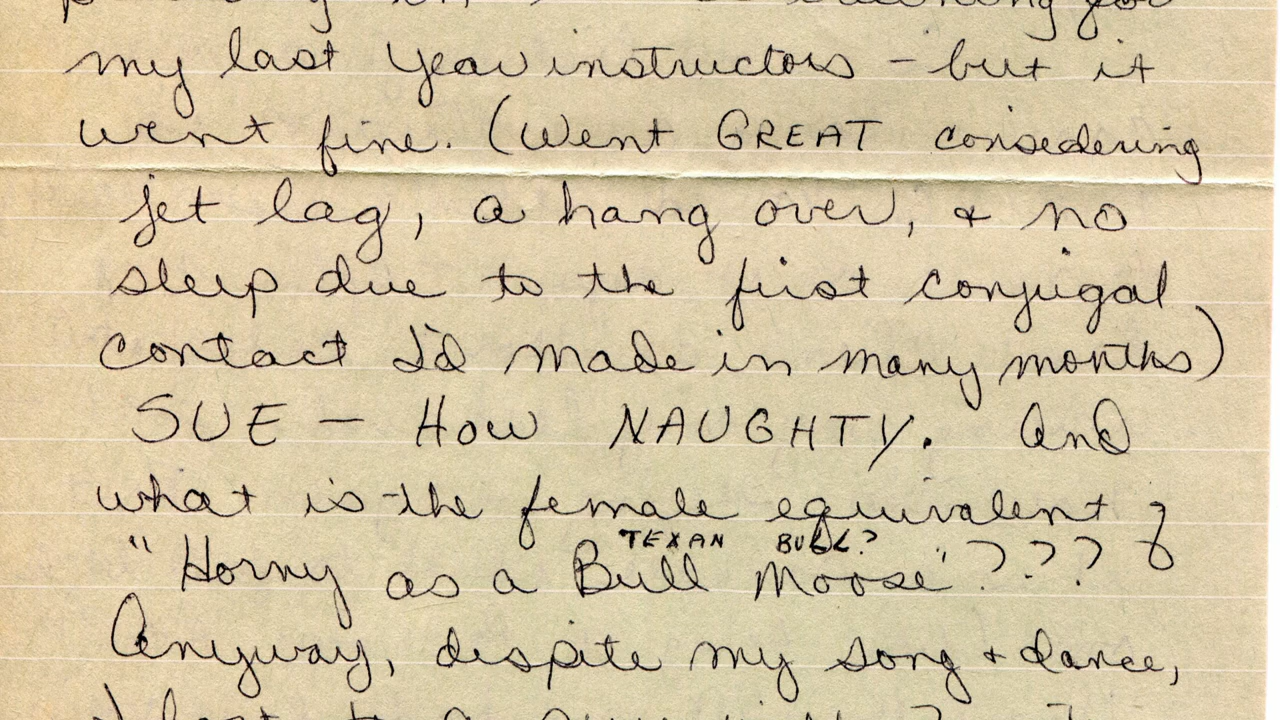 for
my last year instructors - but it
went fine. (Went GREAT consedering
jet lag, a hang over, & no
sleep due to the first conjugal
contact I'd made in many months)
SUE — How NAUGHTY. And
what is the female equivalent of
TEXAN BULL?
"Horny as a Bull Moose"???
Anyway, despite my song & dance,